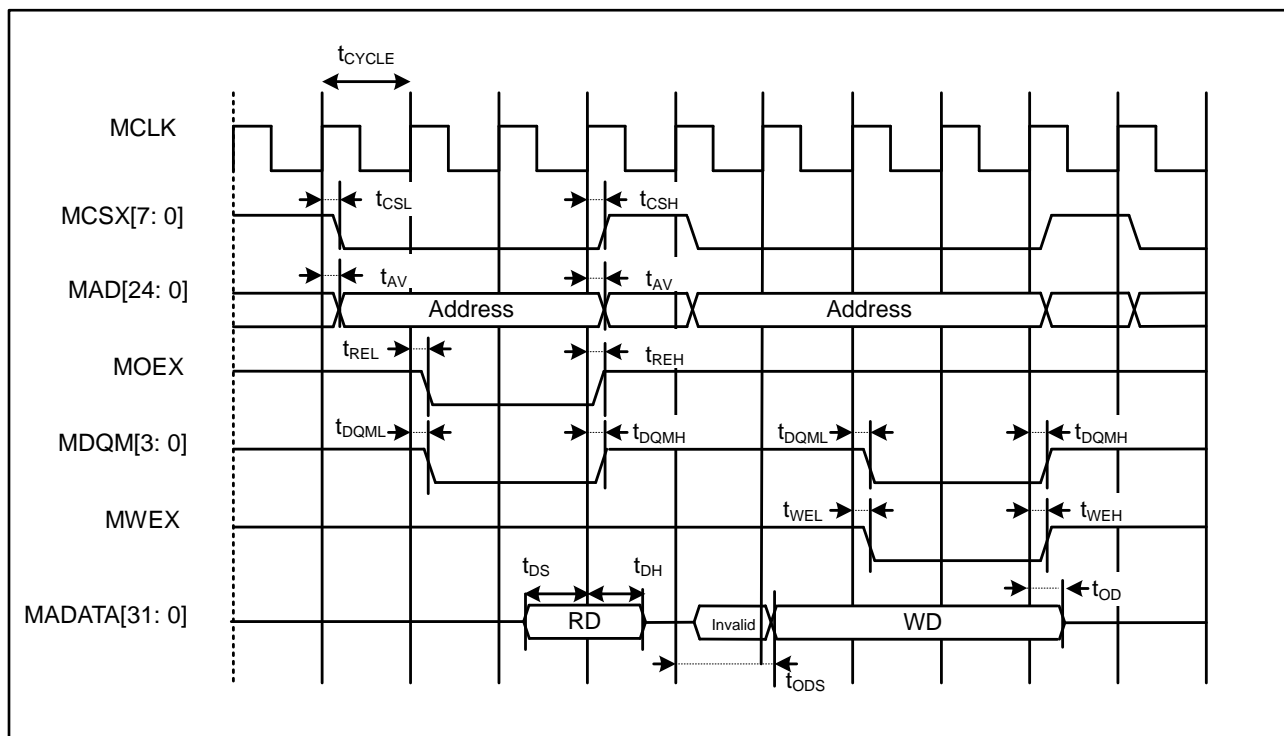 tCYCLE
MCLK
MCSX[7: 0]
tCSL
tCSH
MAD[24: 0]
tAV
tAV
Address
Address
MOEX
tREL
tREH
MDQM[3: 0]
tDQML
tDQMH
tDQML
tDQMH
MWEX
tWEL
tWEH
MADATA[31: 0]
tDS
tDH
tOD
RD
Invalid
WD
tODS